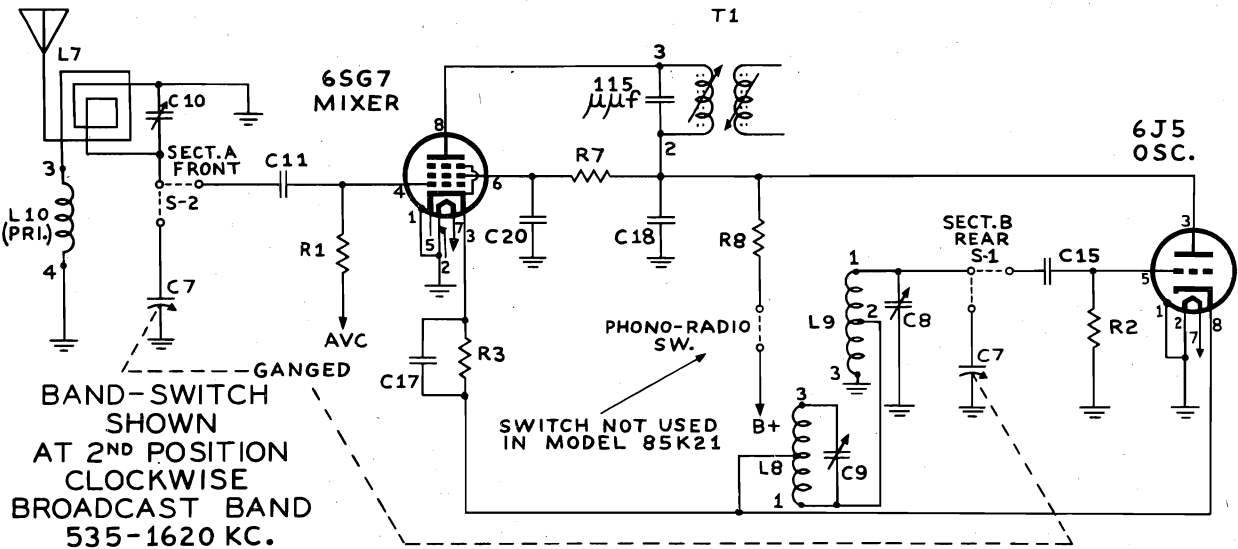 T1
L7
C10
6SG7
MIXER
115
µµf
3
2
6J5
OSC.
SECT. A
FRONT
S-2
C11
8
4
6
1
5
2
7
3
R7
3
L10
(PRI.)
4
R1
C20
C18
R8
SECT. B
REAR
S-1
C15
3
5
1
2
7
8
C7
AVC
C17
R3
PHONO-RADIO
SW.
1
L9
2
3
C8
C7
R2
GANGED
BAND-SWITCH
SHOWN
AT 2ND POSITION
CLOCKWISE
BROADCAST BAND
535-1620 KC.
SWITCH NOT USED
IN MODEL 85K21
B+
3
L8
1
C9